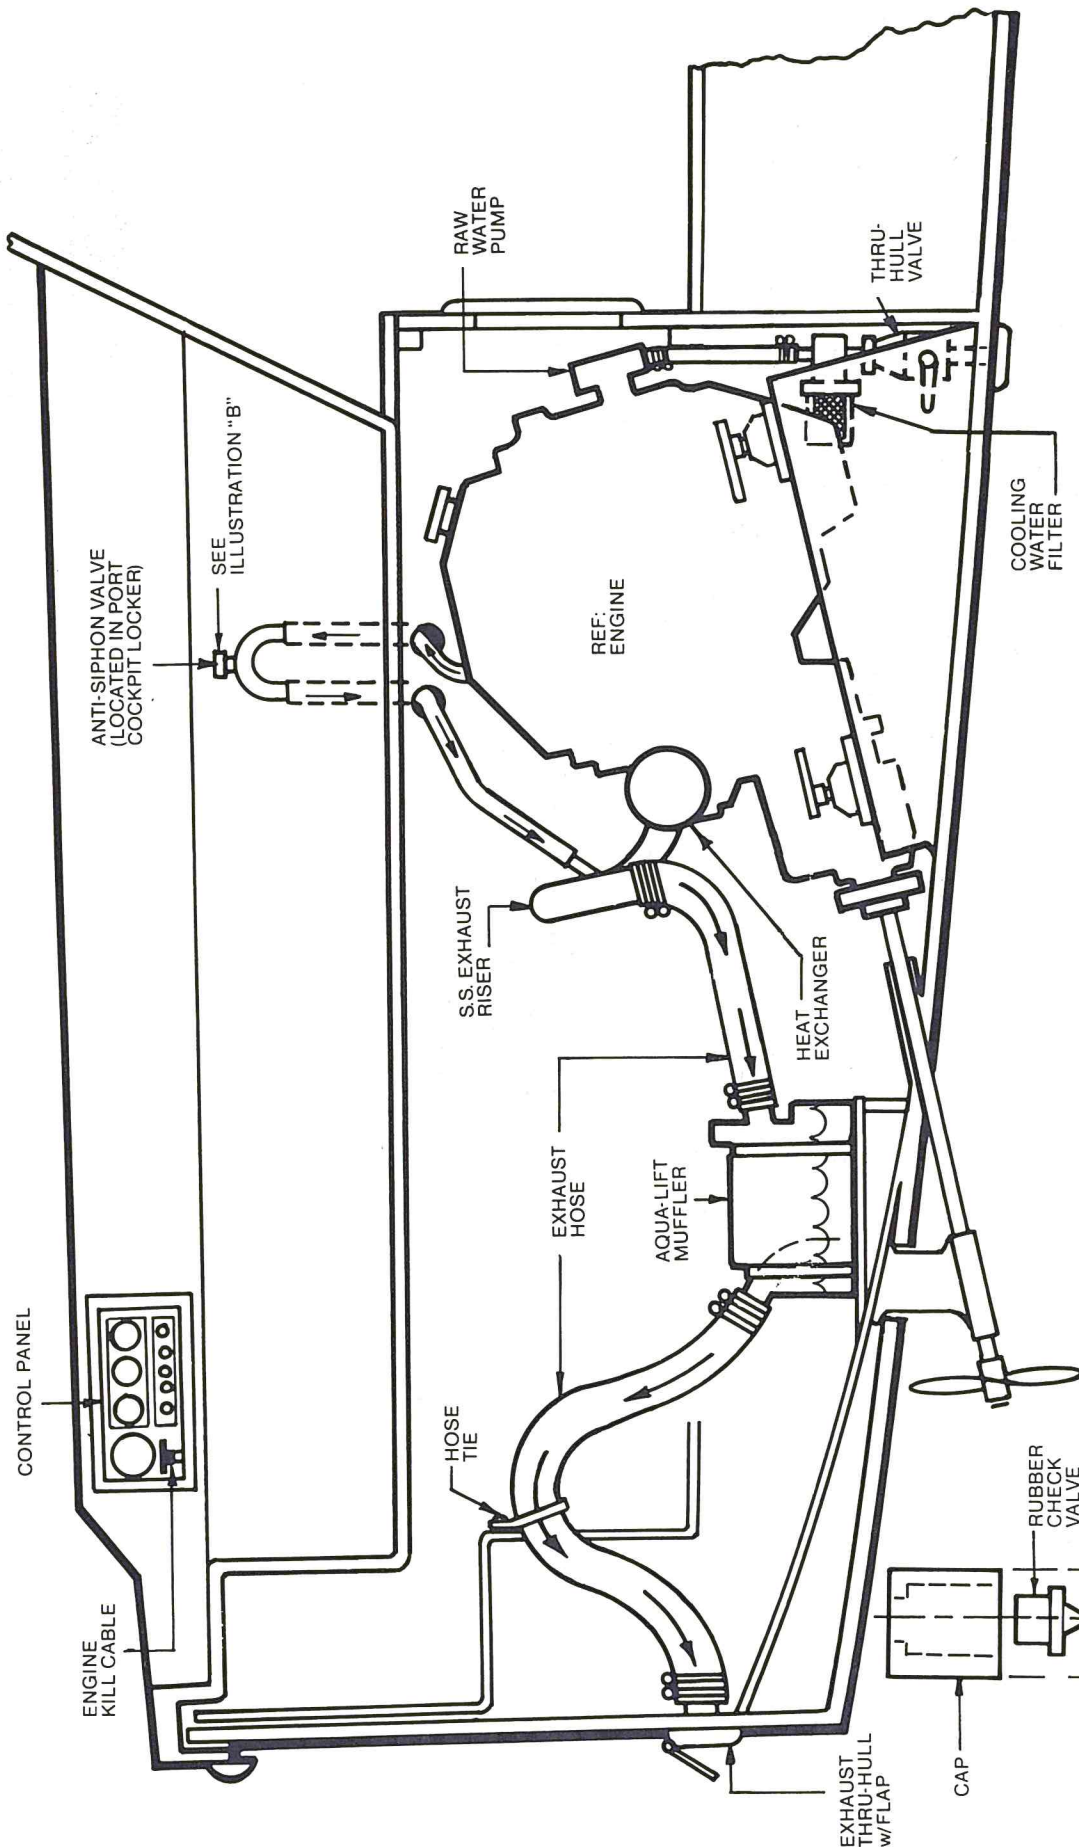 CONTROL PANEL
ENGINE
KILL CABLE
ANTI-SIPHON VALVE
(LOCATED IN PORT
COCKPIT LOCKER)
SEE
ILLUSTRATION "B"
RAW
WATER
PUMP
S.S. EXHAUST
RISER
REF:
ENGINE
THRU-
HULL
VALVE
HOSE
TIE
EXHAUST
HOSE
AQUA-LIFT
MUFFLER
HEAT
EXCHANGER
COOLING
WATER
FILTER
EXHAUST
THRU-HULL
w/FLAP
CAP
RUBBER
CHECK
VALVE